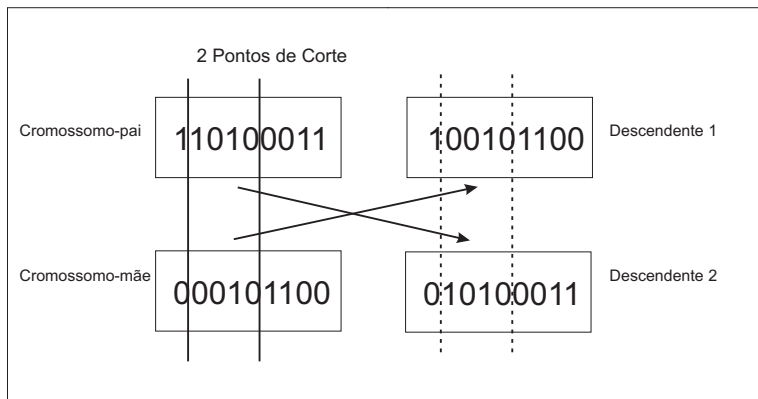 2 Pontos de Corte
Cromossomo-pai 110100011 100101100 Descendente 1
Cromossomo-mãe 000101100 010100011 Descendente 2